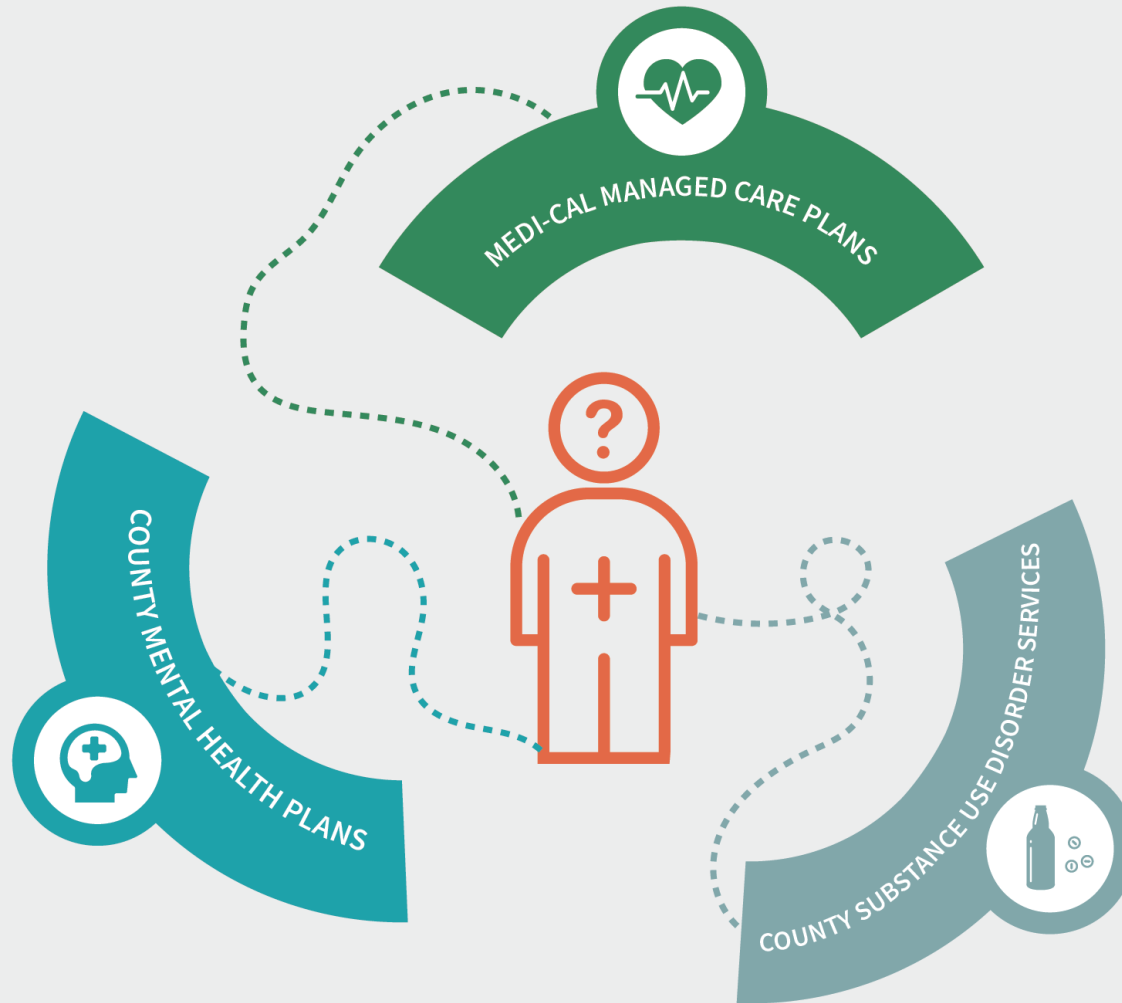 MEDI-CAL MANAGED CARE PLANS
?
COUNTY MENTAL HEALTH PLANS
COUNTY SUBSTANCE USE DISORDER SERVICES